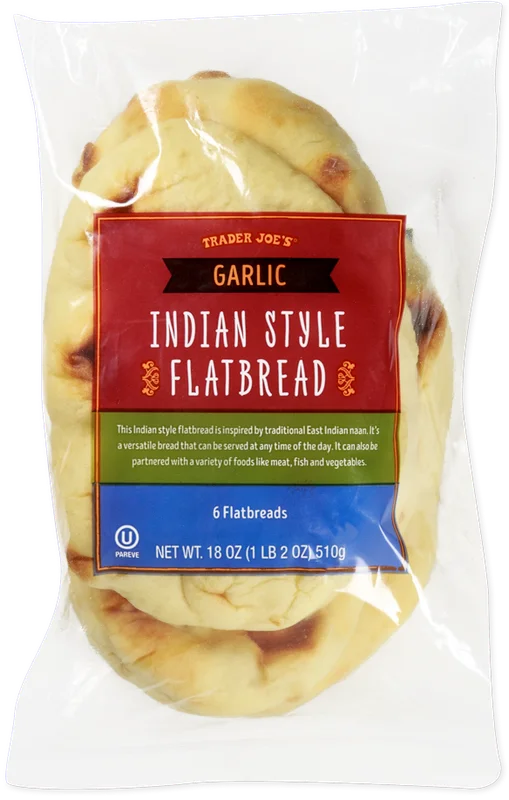 TRADER JOE'S®
GARLIC
INDIAN STYLE
FLATBREAD
This Indian style flatbread is inspired by traditional East Indian naan. It's
a versatile bread that can be served at any time of the day. It can also be
partnered with a variety of foods like meat, fish and vegetables.
6 Flatbreads
U
PAREVE
NET WT. 18 OZ (1 LB 2 OZ) 510g